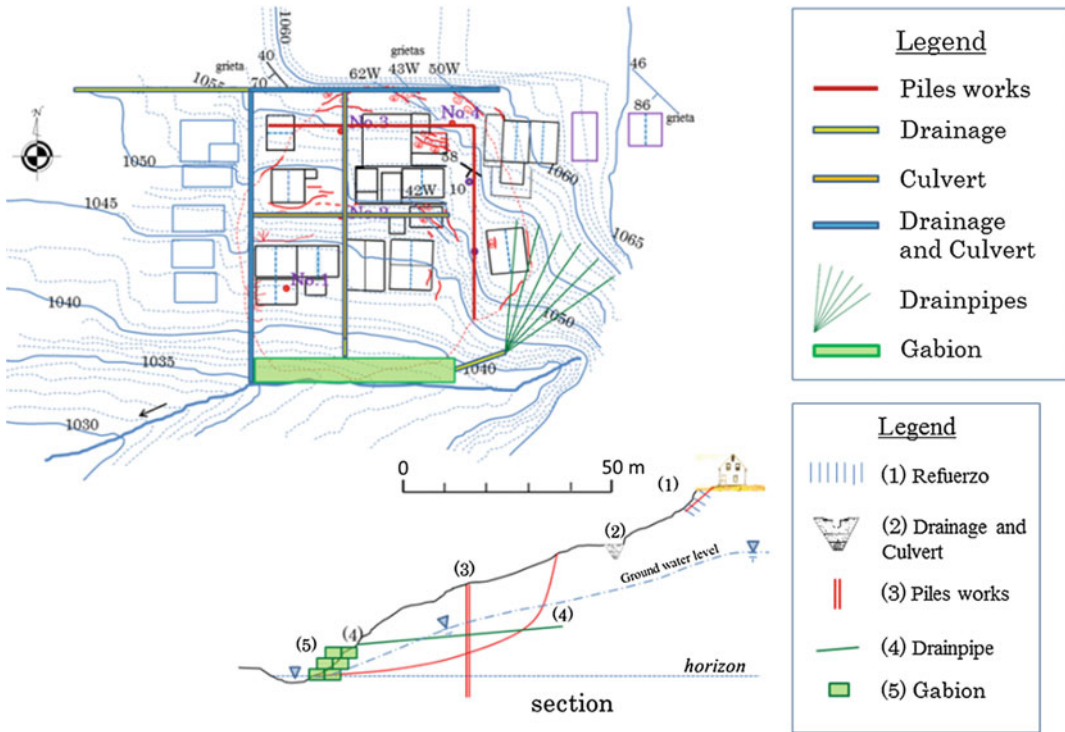 1060
grieta
40
70
1055
grietas
62W
43W
50W
46
86
grieta
N
No.3
No.4
1050
58
10
1060
42W
1045
No.2
1065
No.1
1040
1050
1035
1040
1030
0
50 m
(1)
(2)
Ground water level
(3)
(4)
(4)
(5)
horizon
section
Legend
Piles works
Drainage
Culvert
Drainage
and Culvert
Drainpipes
Gabion
Legend
(1) Refuerzo
(2) Drainage and
Culvert
(3) Piles works
(4) Drainpipe
(5) Gabion